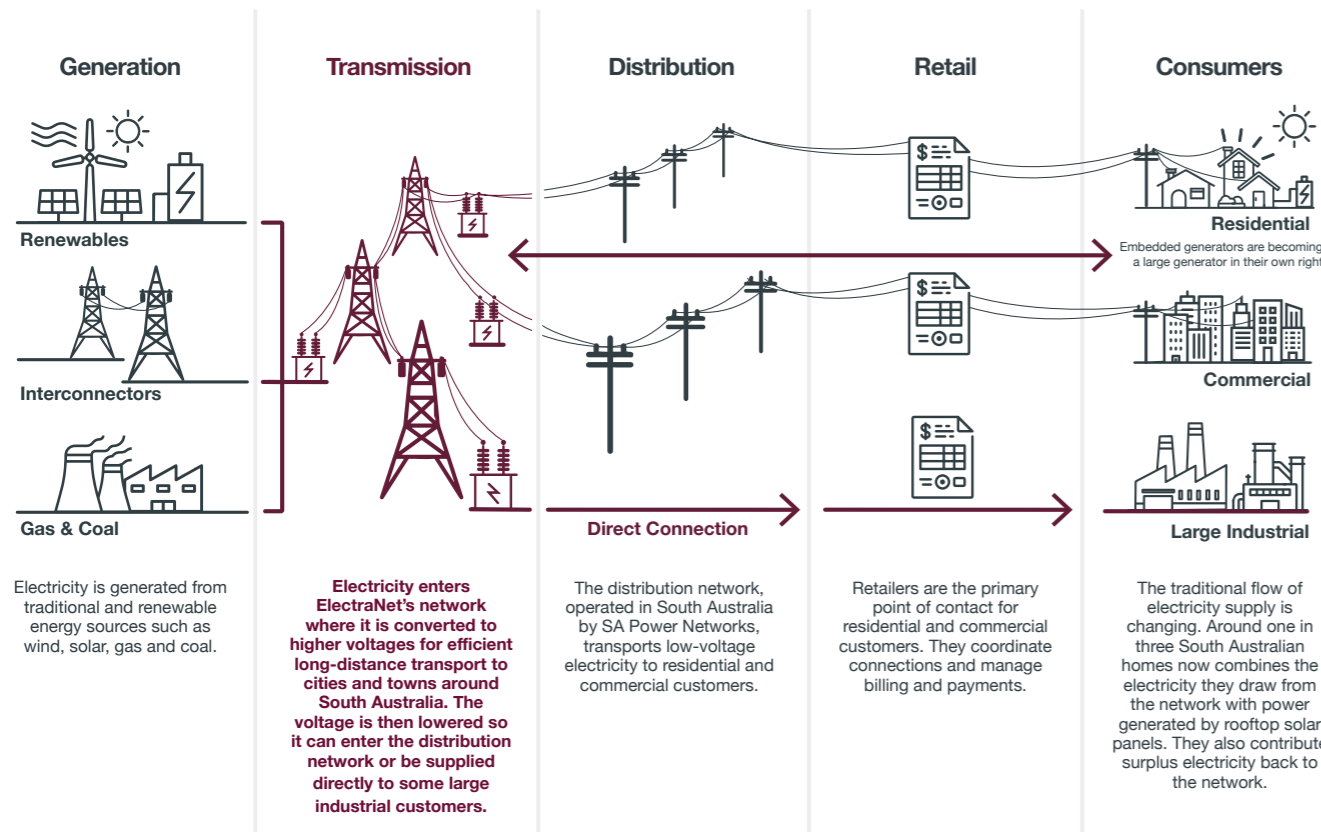 Generation
Transmission
Distribution
Retail
Consumers
Renewables
Interconnectors
Gas & Coal
$
$
$
Residential
Embedded generators are becoming
a large generator in their own right
Commercial
Direct Connection
Large Industrial
Electricity is generated from
traditional and renewable
energy sources such as
wind, solar, gas and coal.
Electricity enters
ElectraNet’s network
where it is converted to
higher voltages for efficient
long-distance transport to
cities and towns around
South Australia. The
voltage is then lowered so
it can enter the distribution
network or be supplied
directly to some large
industrial customers.
The distribution network,
operated in South Australia
by SA Power Networks,
transports low-voltage
electricity to residential and
commercial customers.
Retailers are the primary
point of contact for
residential and commercial
customers. They coordinate
connections and manage
billing and payments.
The traditional flow of
electricity supply is
changing. Around one in
three South Australian
homes now combines the
electricity they draw from
the network with power
generated by rooftop solar
panels. They also contribute
surplus electricity back to
the network.